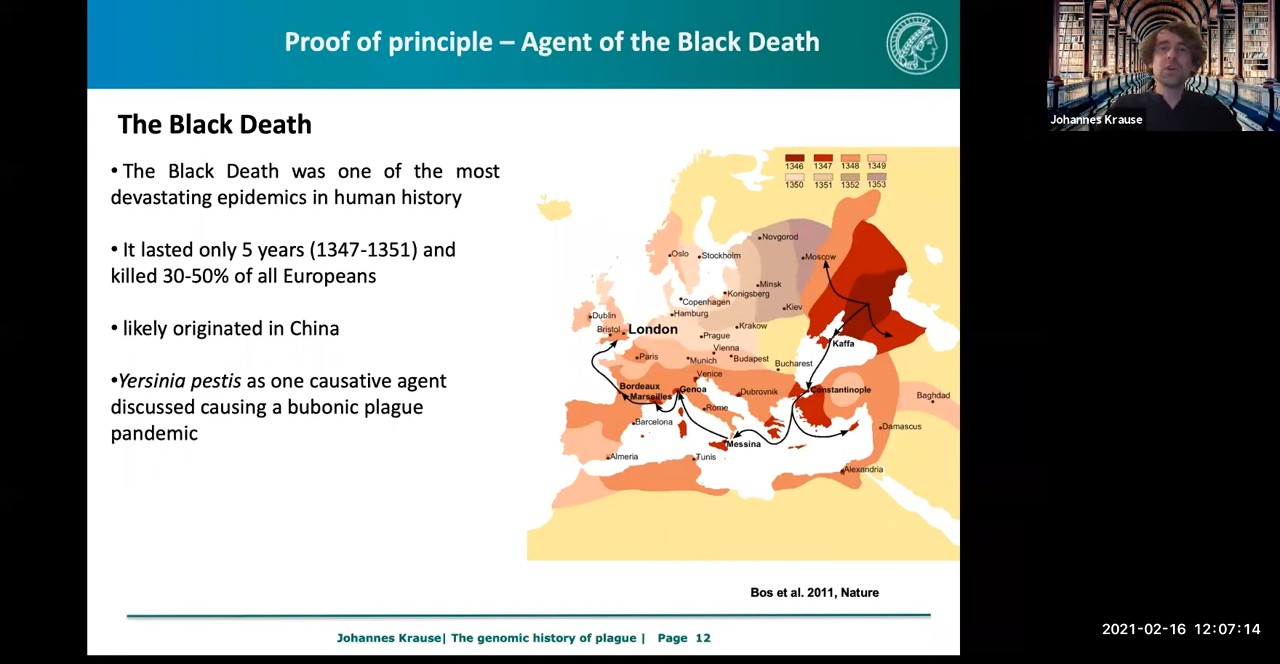 Proof of principle – Agent of the Black Death
Johannes Krause
The Black Death
• The Black Death was one of the most
devastating epidemics in human history
• It lasted only 5 years (1347-1351) and
killed 30-50% of all Europeans
• likely originated in China
•Yersinia pestis as one causative agent
discussed causing a bubonic plague
pandemic
1346 1347 1348 1349
1350 1351 1352 1353
Novgorod
Oslo
Stockholm
Moscow
Minsk
Konigsberg
Copenhagen
Kiev
Hamburg
Dublin
Bristol
London
Krakow
Prague
Kaffa
Vienna
Paris
Munich
Budapest
Bucharest
Venice
Bordeaux
Genoa
Dubrovnik
Constantinople
Marseilles
Baghdad
Rome
Barcelona
Damascus
Messina
Almeria
Tunis
Alexandria
Bos et al. 2011, Nature
Johannes Krause| The genomic history of plague | Page 12
2021-02-16 12:07:14